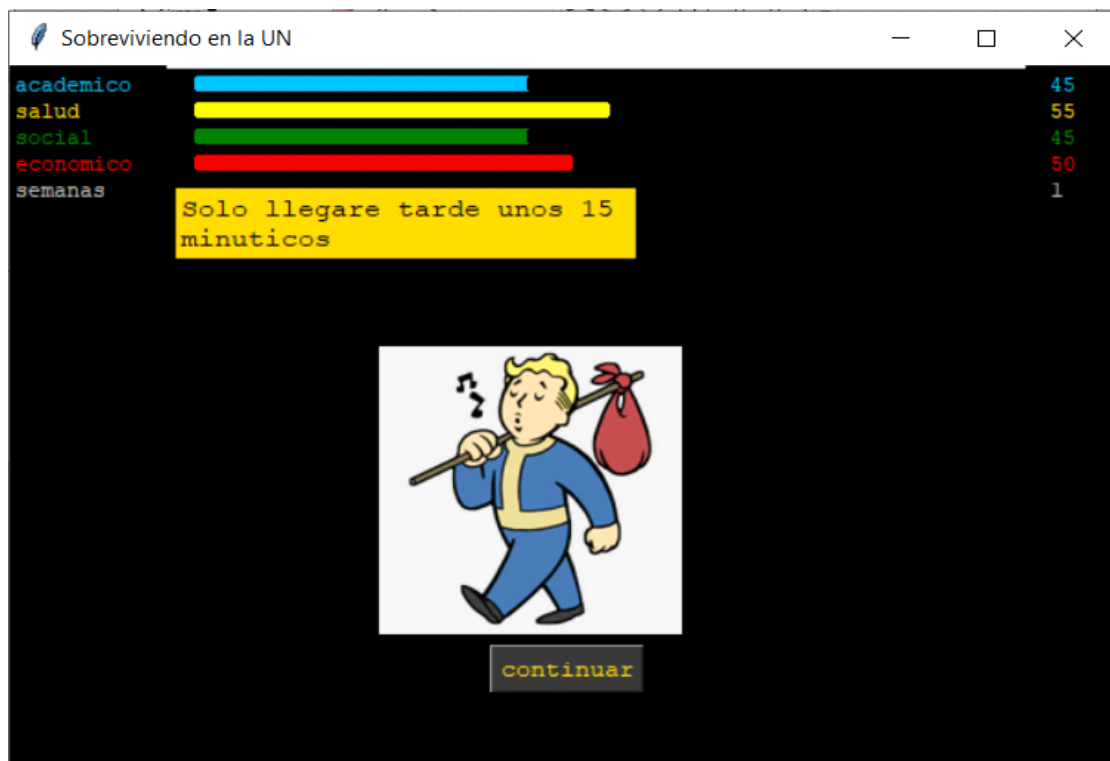 Sobreviviendo en la UN
academico 45
salud 55
social 45
economico 50
semanas 1
Solo llegare tarde unos 15
minuticos
continuar